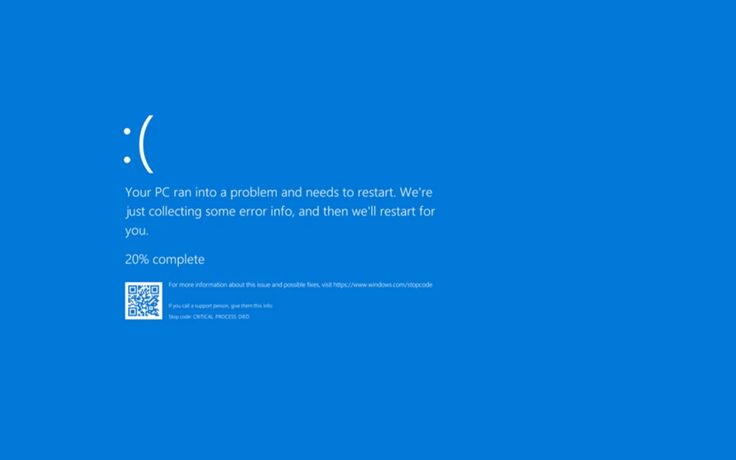 :(
Your PC ran into a problem and needs to restart. We're
just collecting some error info, and then we'll restart for
you.
20% complete
For more information about this issue and possible fixes, visit https://www.windows.com/stopcode
If you call a support person, give them this info:
Stop code: CRITICAL PROCESS DIED